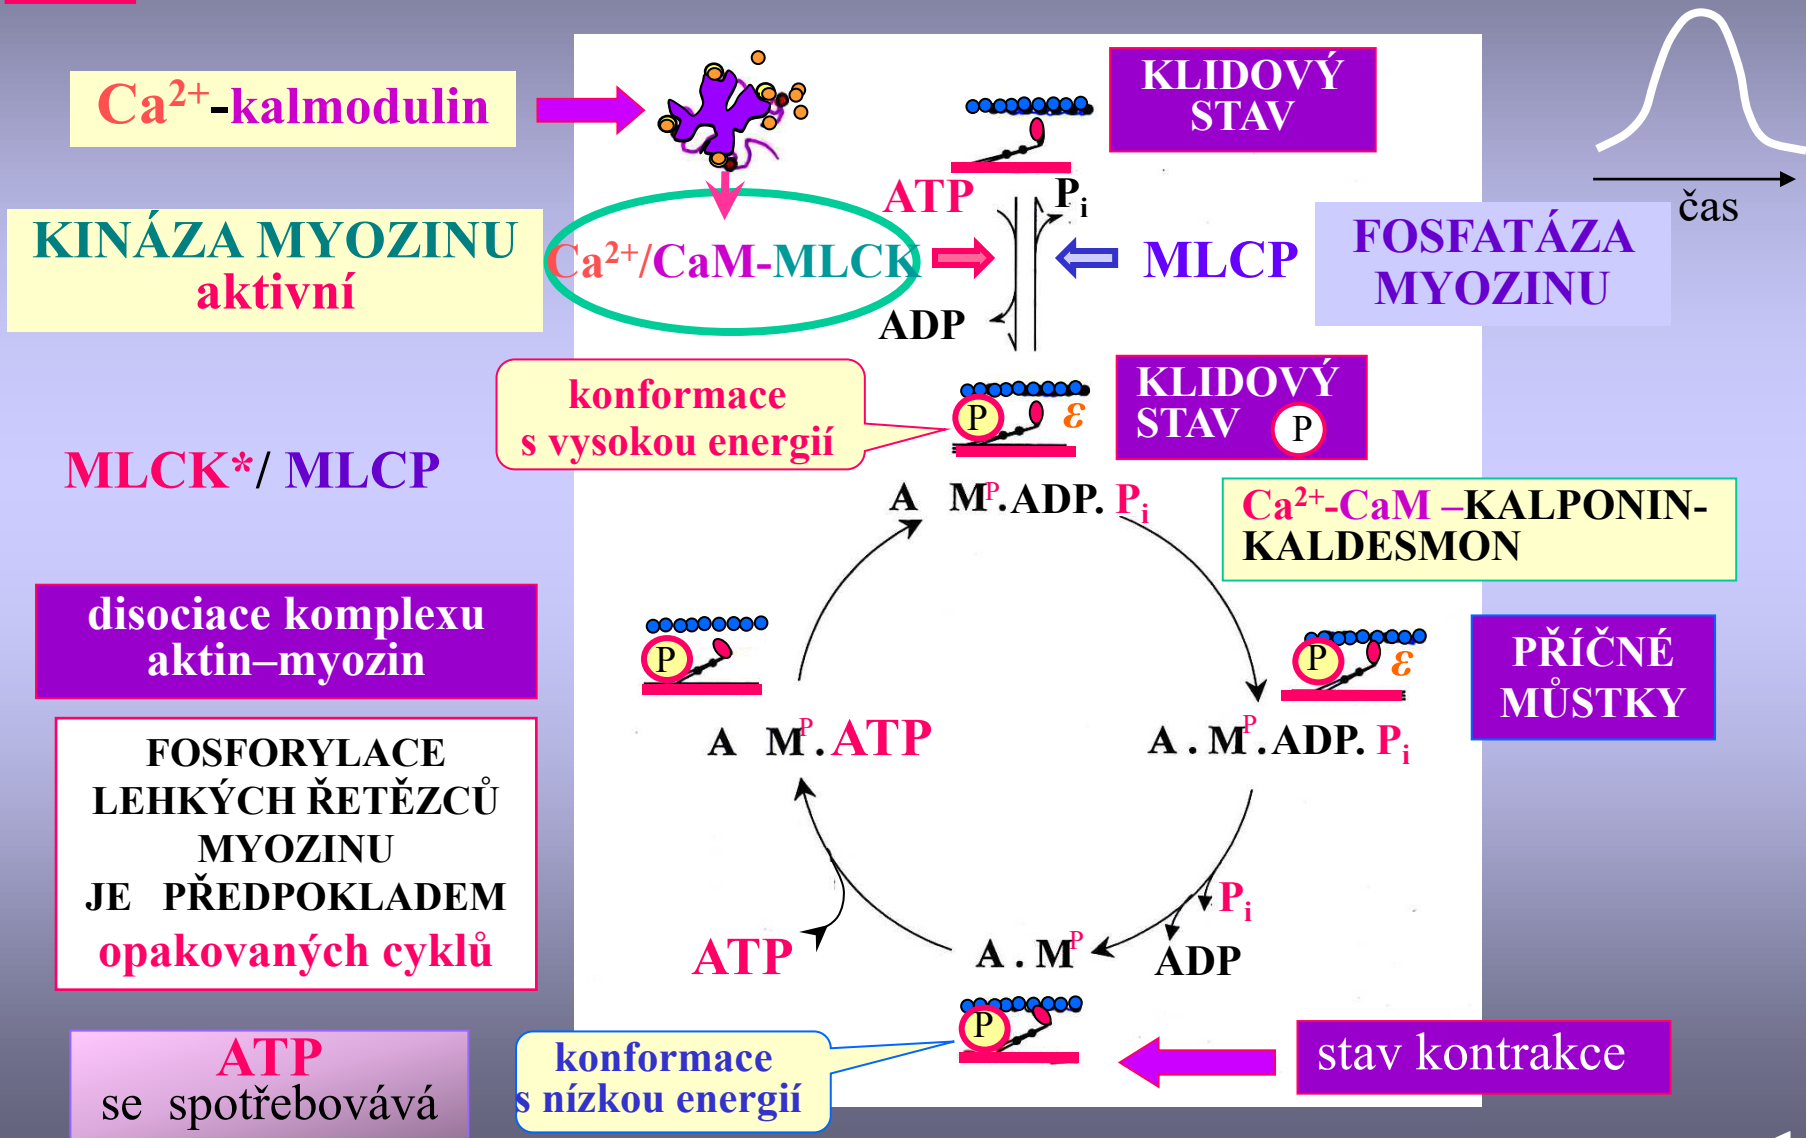 Ca²⁺-kalmodulin
KLIDOVÝ
STAV
čas
ATP
Pᵢ
KINÁZA MYOZINU
aktivní
Ca²⁺/CaM-MLCK
MLCP
FOSFATÁZA
MYOZINU
ADP
konformace
s vysokou energií
P
ε
KLIDOVÝ
STAV P
MLCK*/ MLCP
A Mᴾ.ADP.Pᵢ
Ca²⁺-CaM –KALPONIN-
KALDESMON
disociace komplexu
aktin–myozin
P
P
ε
PŘÍČNÉ
MŮSTKY
A Mᴾ.ATP
A . Mᴾ.ADP.Pᵢ
FOSFORYLACE
LEHKÝCH ŘETĚZCŮ
MYOZINU
JE PŘEDPOKLADEM
opakovaných cyklů
Pᵢ
ATP
A . Mᴾ
ADP
P
stav kontrakce
konformace
s nízkou energií
ATP
se spotřebovává